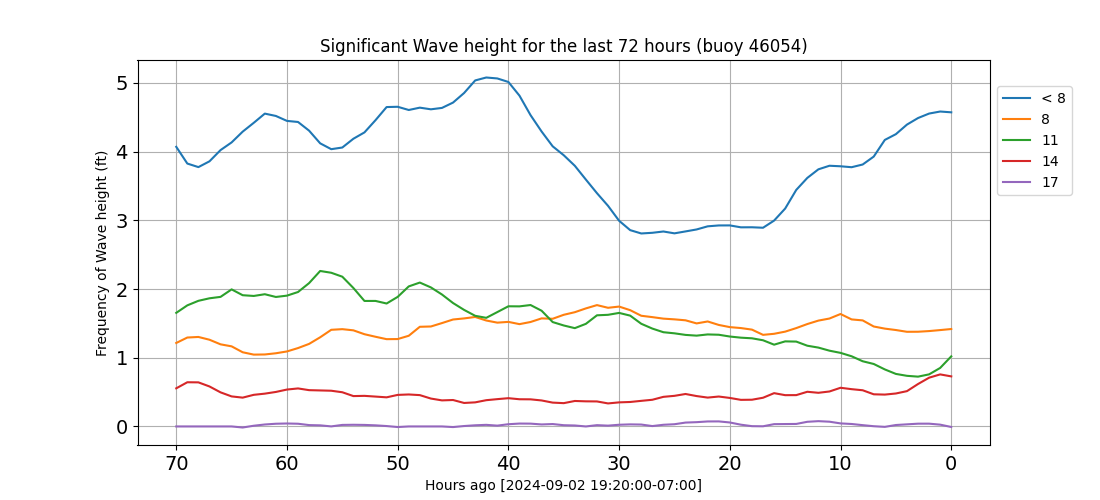 Significant Wave height for the last 72 hours (buoy 46054)
Frequency of Wave height (ft)
5
4
3
2
1
0
70 60 50 40 30 20 10 0
Hours ago [2024-09-02 19:20:00-07:00]
< 8
8
11
14
17